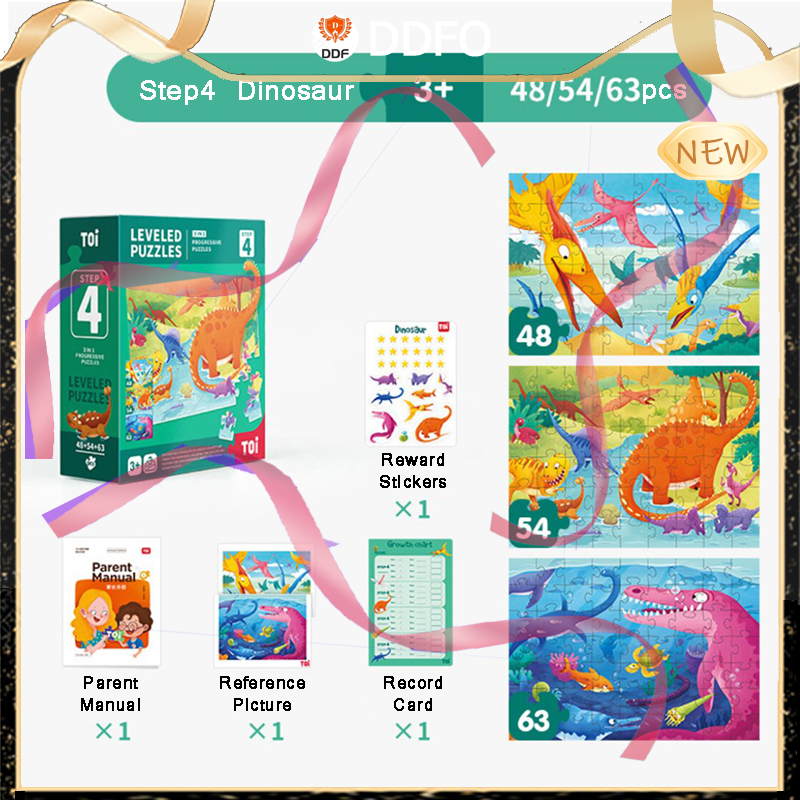 DDF
DDFO
Step4 Dinosaur
3+
48/54/63pcs
NEW
TOi
LEVELED
PUZZLES
3 IN 1
PROGRESSIVE
PUZZLES
STEP
4
STEP
4
3 IN 1
PROGRESSIVE
PUZZLES
LEVELED
PUZZLES
48+54+63
3+
TOi
Dinosaur
TOi
Reward
Stickers
×1
48
54
63
Parent
Manual
TOi
Growth chart
TOi
Parent
Manual
×1
Reference
Picture
×1
Record
Card
×1